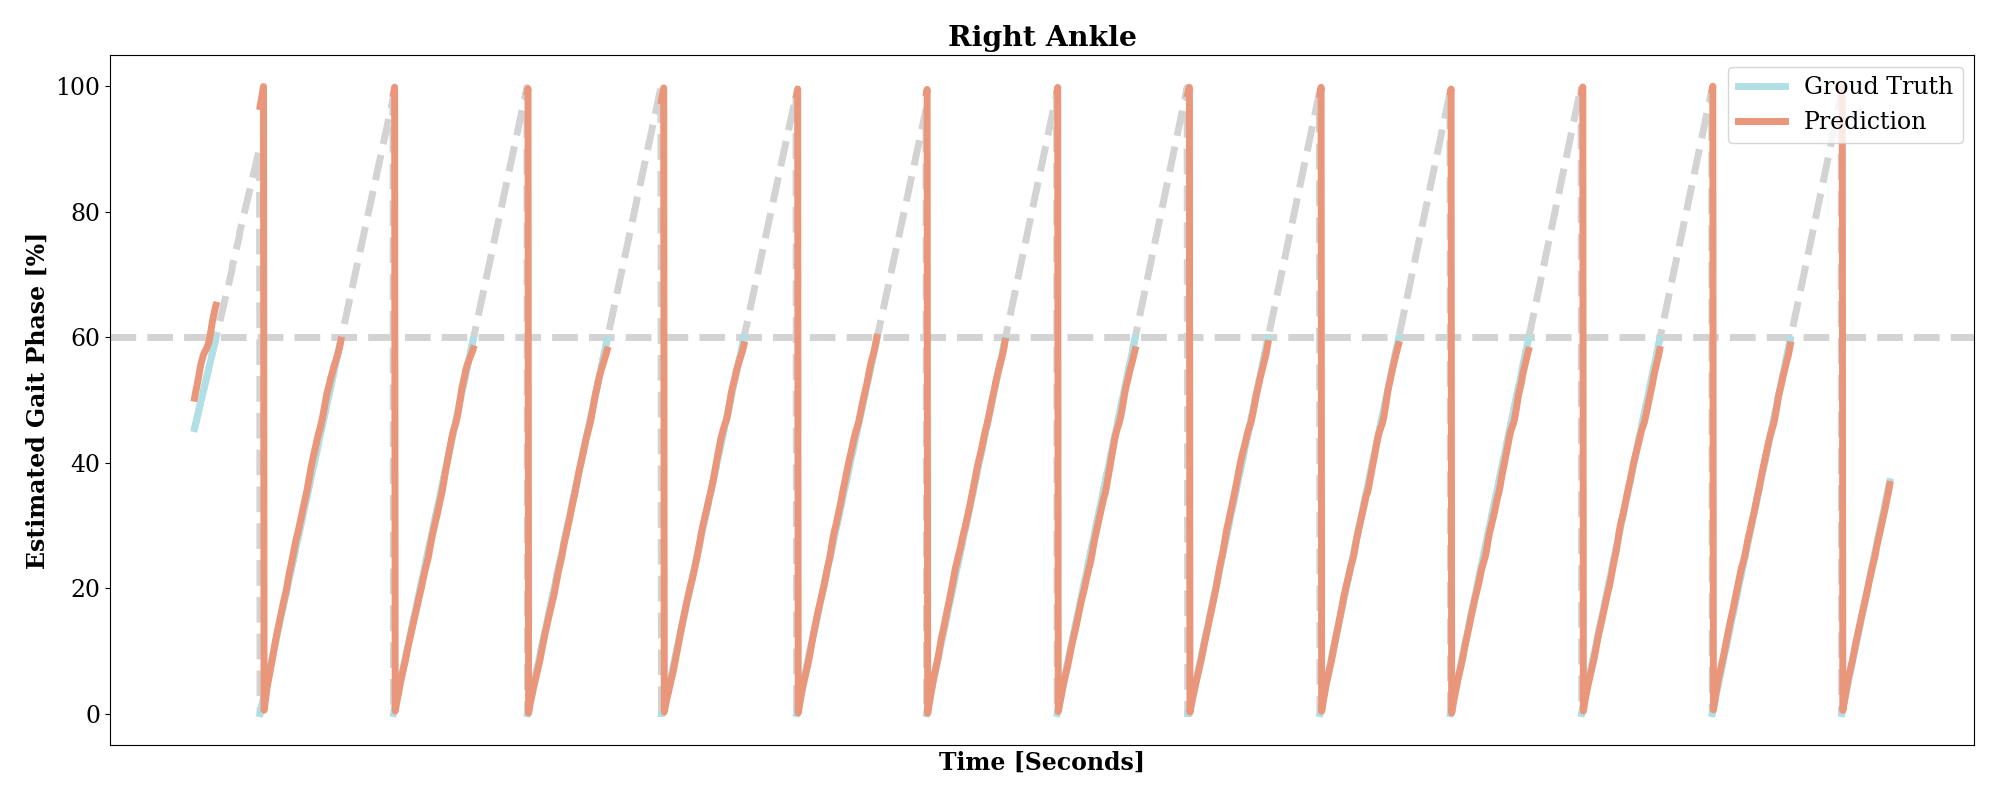 Right Ankle
Estimated Gait Phase [%]
100
80
60
40
20
0
Groud Truth
Prediction
Time [Seconds]